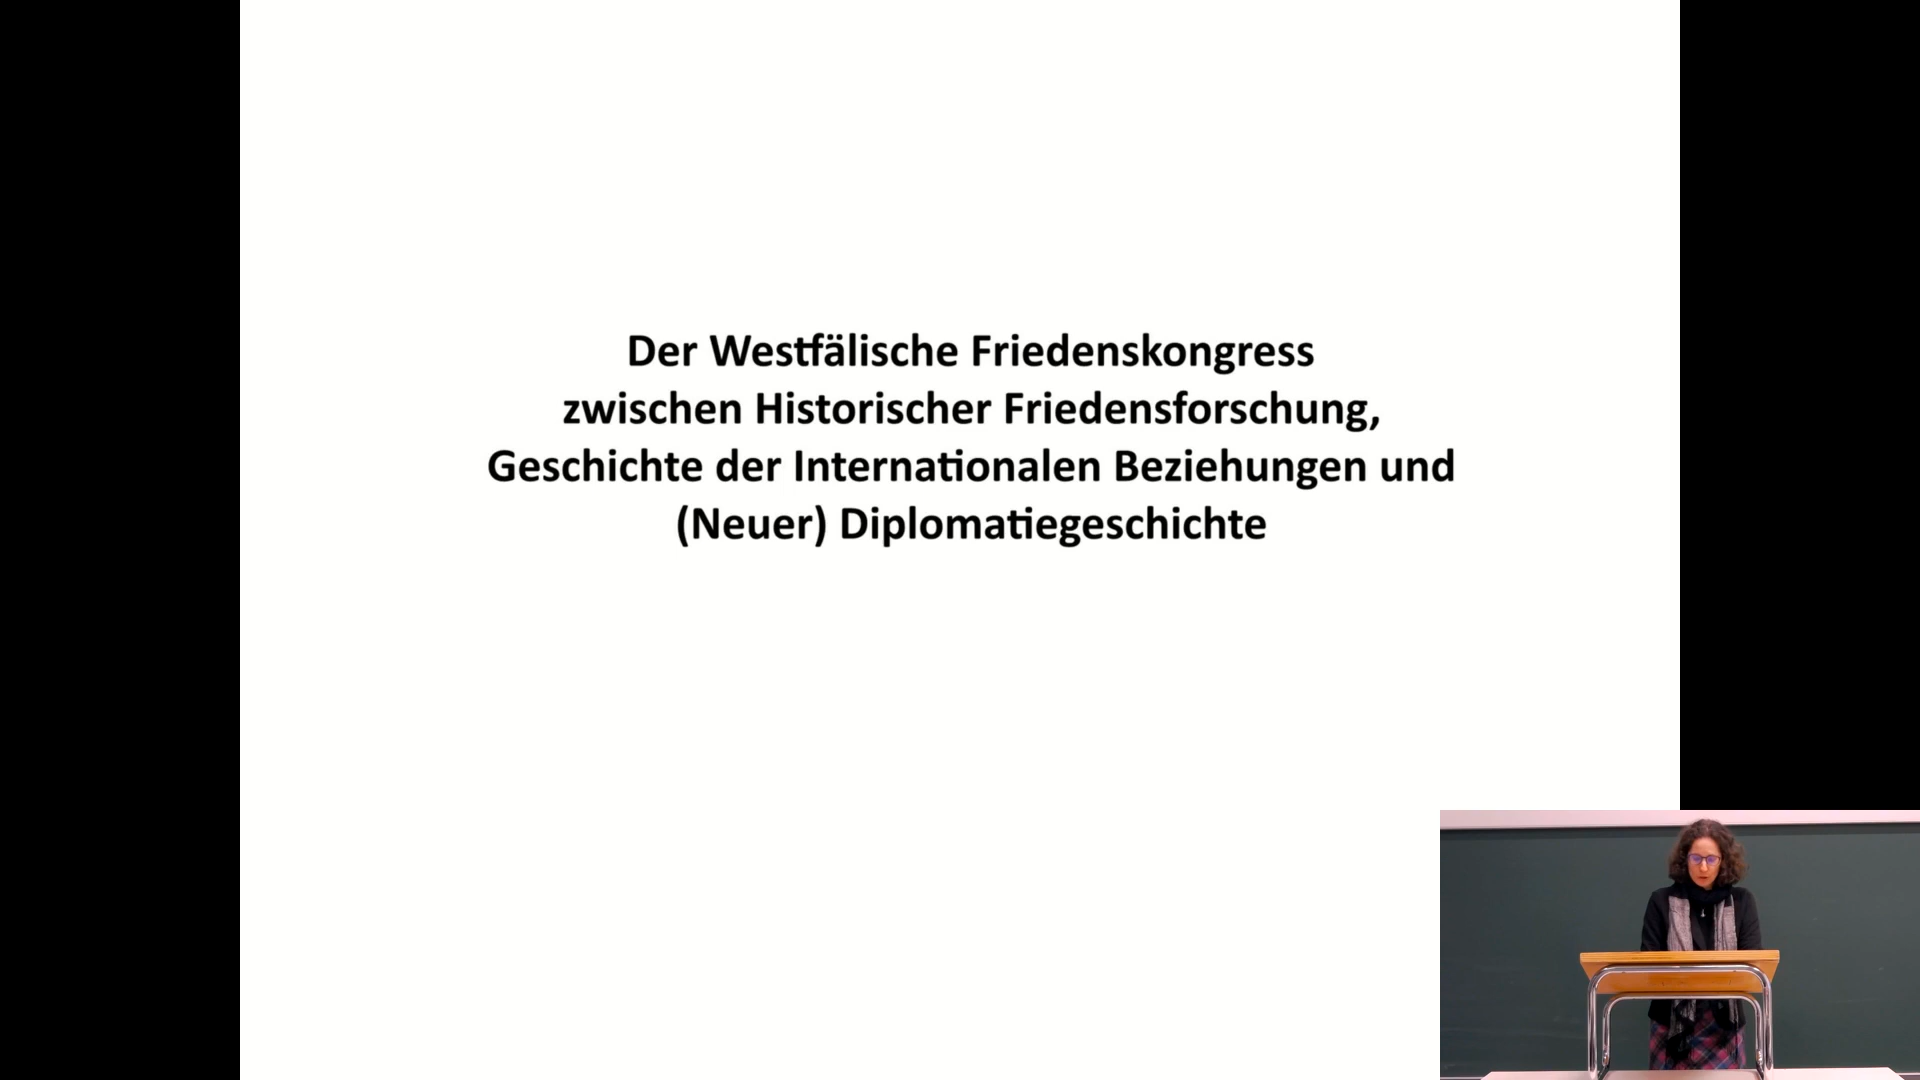 Der Westfälische Friedenskongress
zwischen Historischer Friedensforschung,
Geschichte der Internationalen Beziehungen und
(Neuer) Diplomatiegeschichte